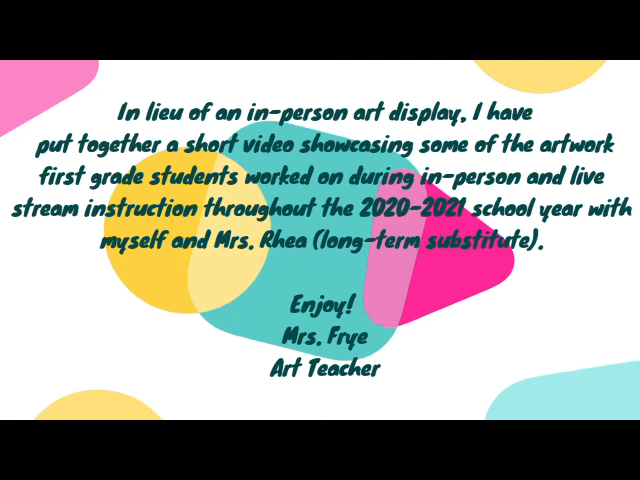 In lieu of an in-person art display, I have
put together a short video showcasing some of the artwork
first grade students worked on during in-person and live
stream instruction throughout the 2020-2021 school year with
myself and Mrs. Rhea (long-term substitute).
Enjoy!
Mrs. Frye
Art Teacher